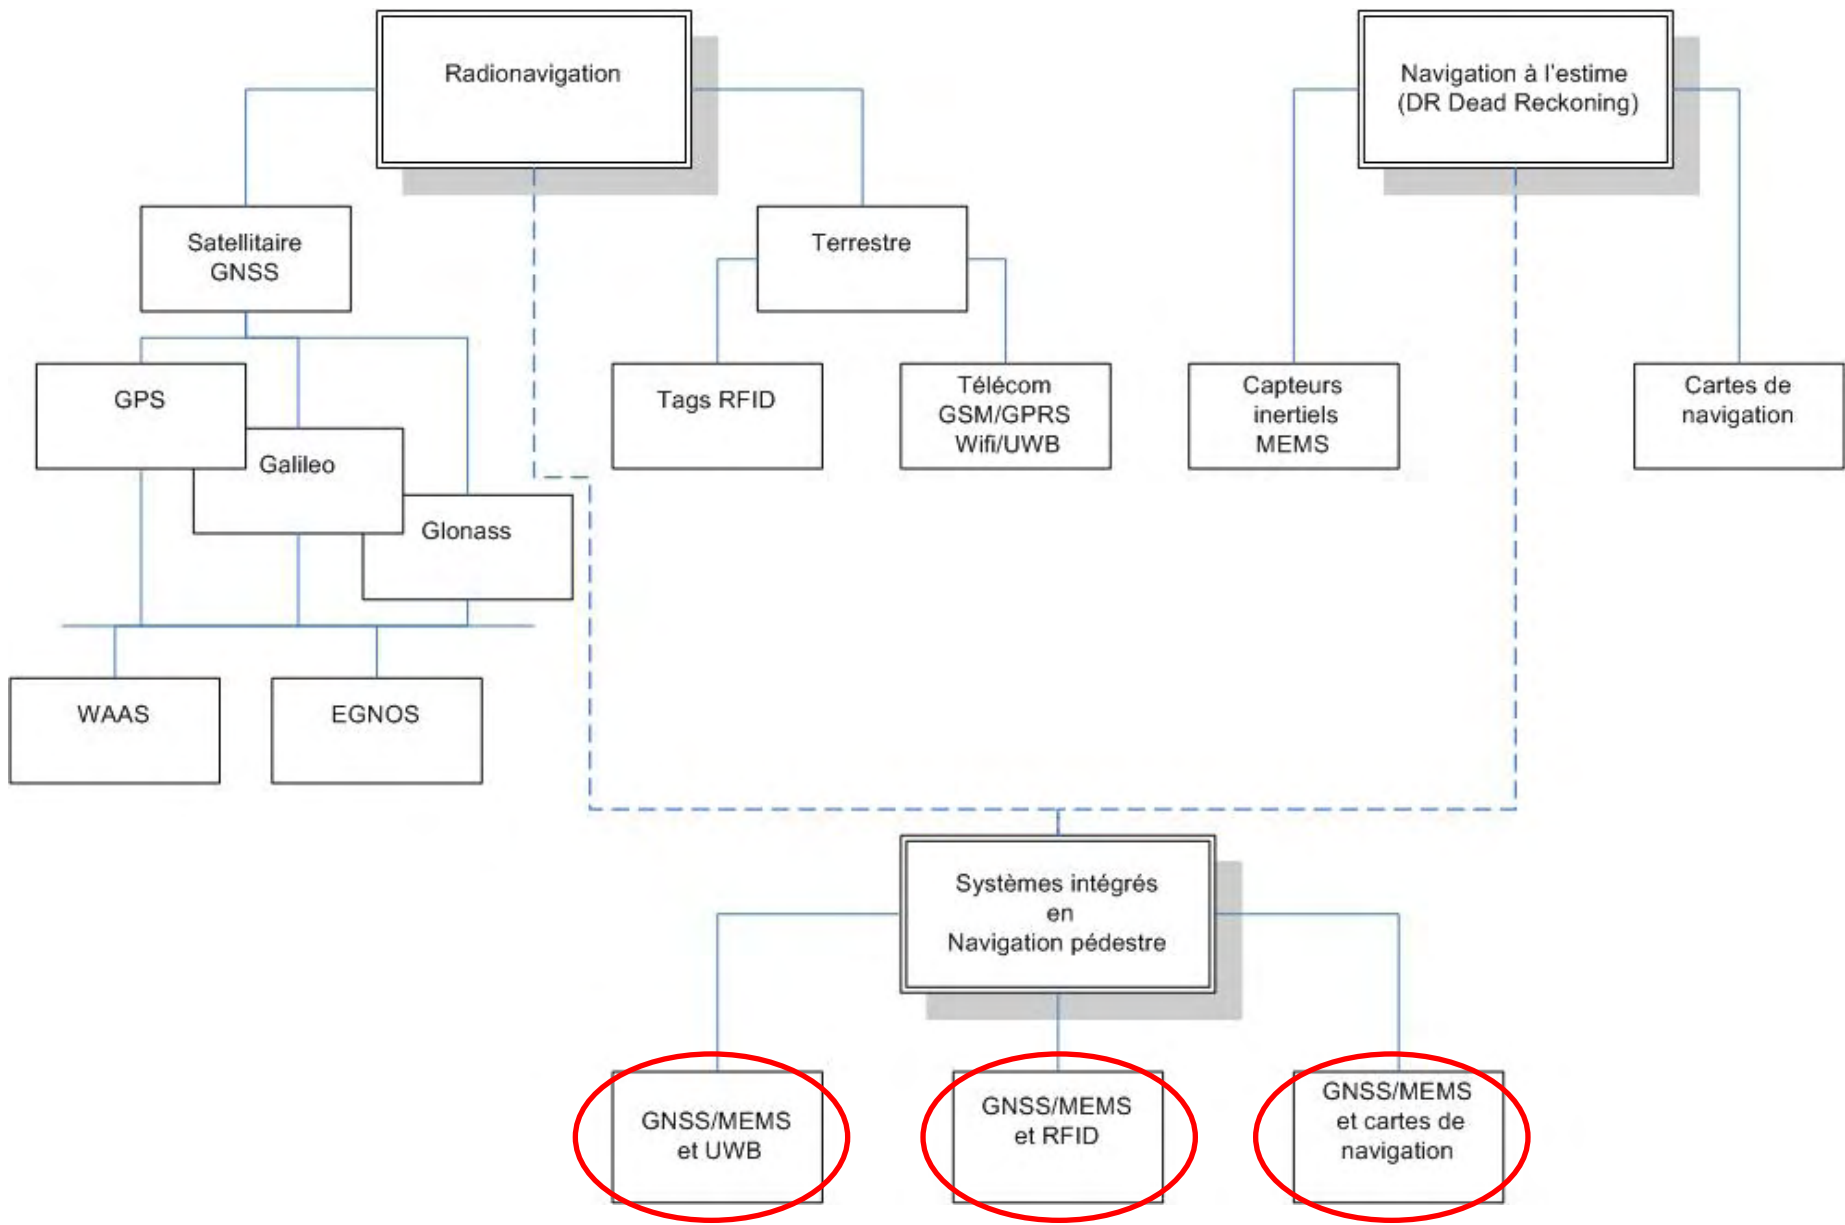 Radionavigation
Navigation à l'estime
(DR Dead Reckoning)
Satellitaire
GNSS
Terrestre
GPS
Galileo
Glonass
Tags RFID
Télécom
GSM/GPRS
Wifi/UWB
Capteurs
inertiels
MEMS
Cartes de
navigation
WAAS
EGNOS
Systèmes intégrés
en
Navigation pédestre
GNSS/MEMS
et UWB
GNSS/MEMS
et RFID
GNSS/MEMS
et cartes de
navigation